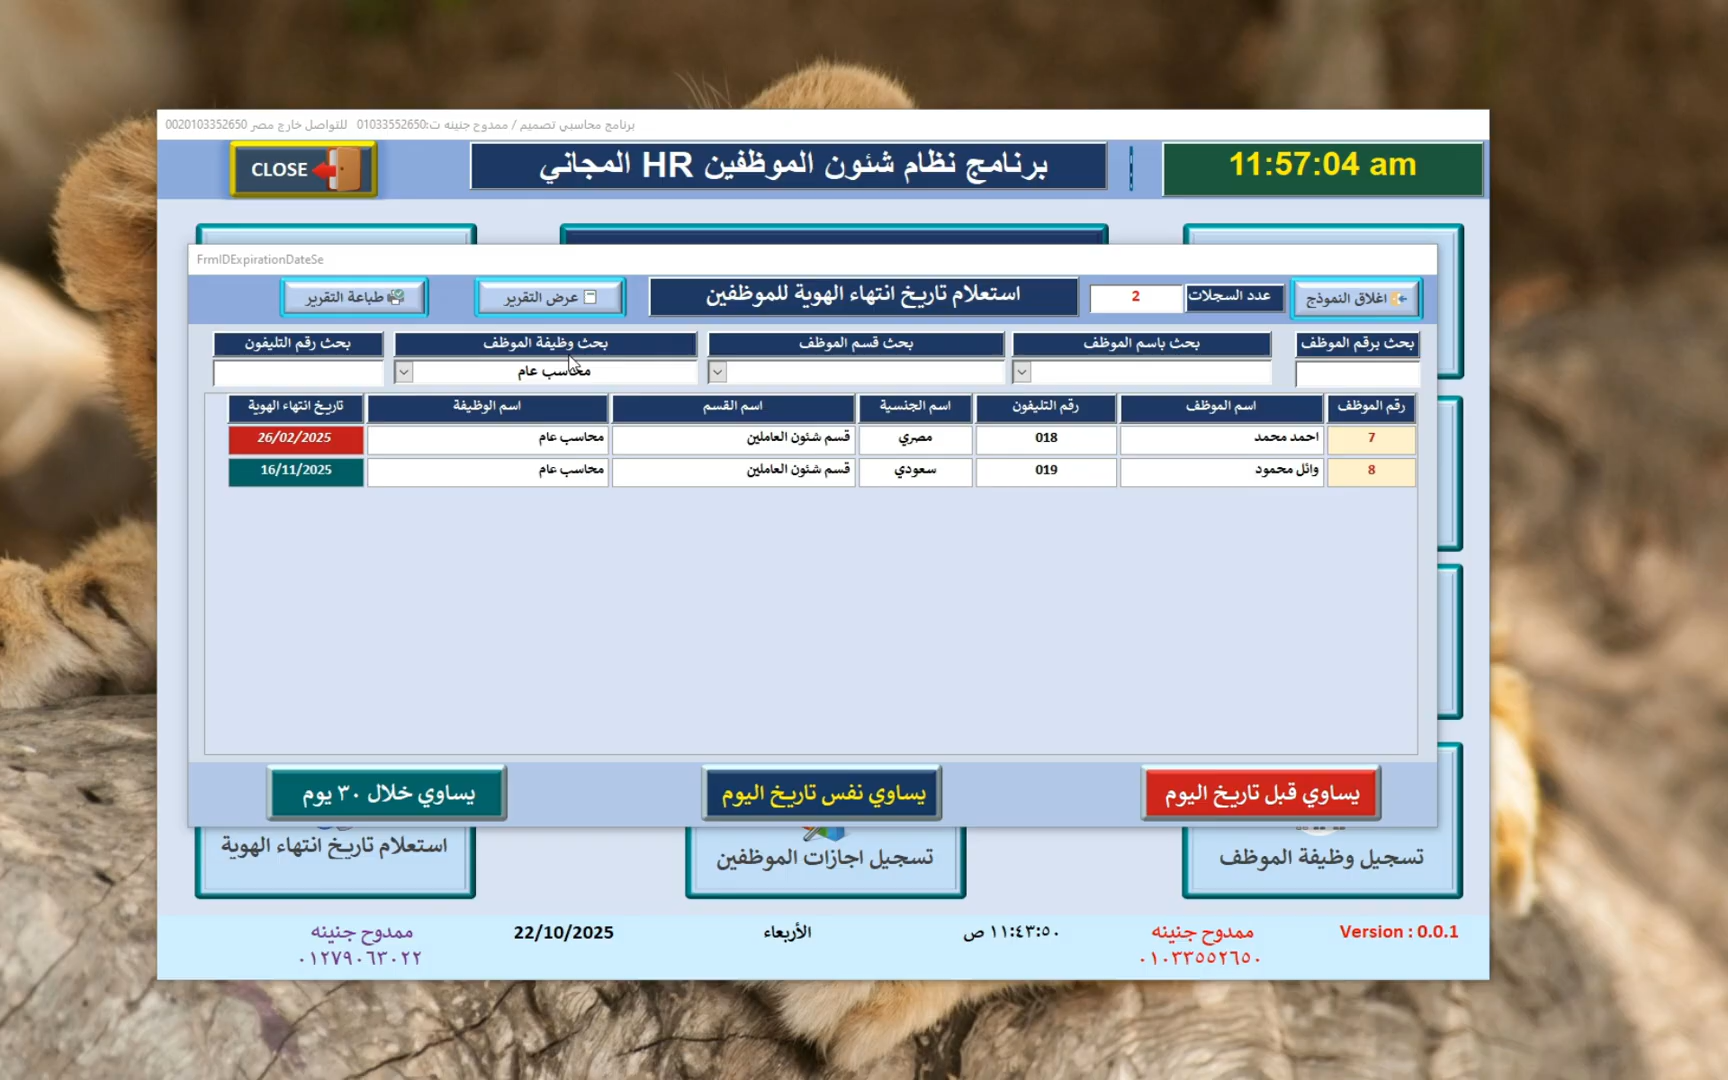 برنامج محاسبي تصميم / ممدوح جنينه ت:01033552650 للتواصل خارج مصر 0020103352650
11:57:04 am
برنامج نظام شئون الموظفين HR المجاني
CLOSE
FrmIDExpirationDateSe
اغلاق النموذج
عدد السجلات 2
استعلام تاريخ انتهاء الهوية للموظفين
عرض التقرير
طباعة التقرير
بحث برقم الموظف بحث باسم الموظف بحث قسم الموظف بحث وظيفة الموظف بحث رقم التليفون
محاسب عام
رقم الموظف اسم الموظف رقم التليفون اسم الجنسية اسم القسم اسم الوظيفة تاريخ انتهاء الهوية
7 احمد محمد 018 مصري قسم شئون العاملين محاسب عام 26/02/2025
8 وائل محمود 019 سعودي قسم شئون العاملين محاسب عام 16/11/2025
يساوي قبل تاريخ اليوم
يساوي نفس تاريخ اليوم
يساوي خلال ٣٠ يوم
تسجيل وظيفة الموظف
تسجيل اجازات الموظفين
استعلام تاريخ انتهاء الهوية
Version : 0.0.1
ممدوح جنينه
٠١٠٣٣٥٥٢٦٥٠
١١:٤٣:٥٠ ص
الأربعاء
22/10/2025
ممدوح جنينه
٠١٢٧٩٠٦٣٠٢٢